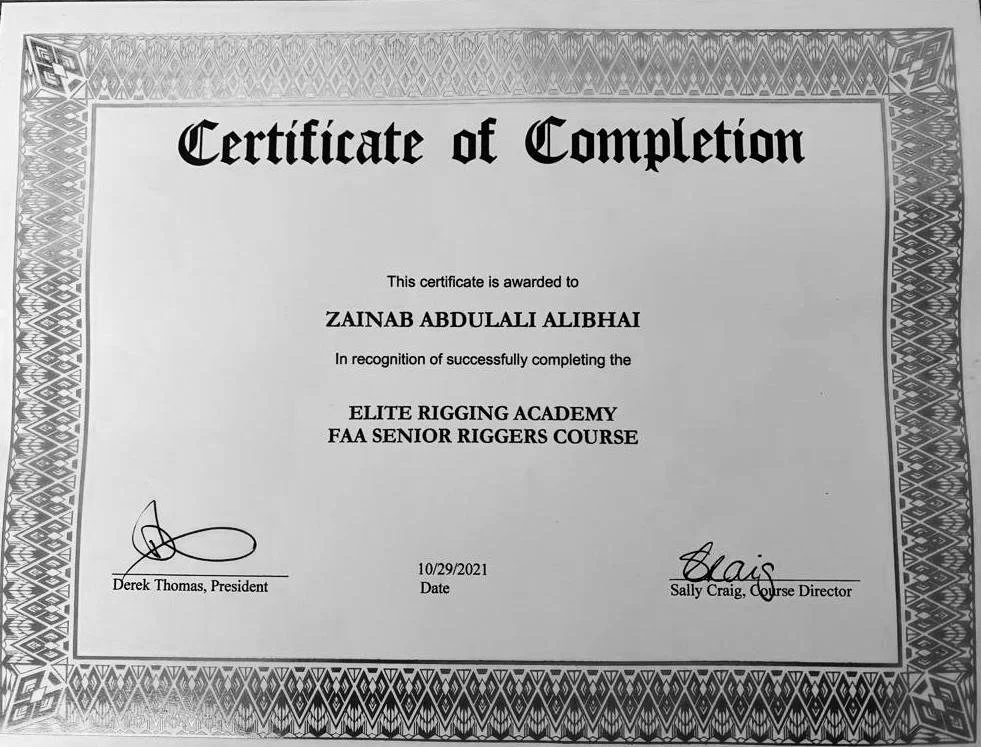 Certificate of Completion
This certificate is awarded to
ZAINAB ABDULALI ALIBHAI
In recognition of successfully completing the
ELITE RIGGING ACADEMY
FAA SENIOR RIGGERS COURSE
10/29/2021
Derek Thomas, President
Date
SCraig
Sally Craig, Course Director